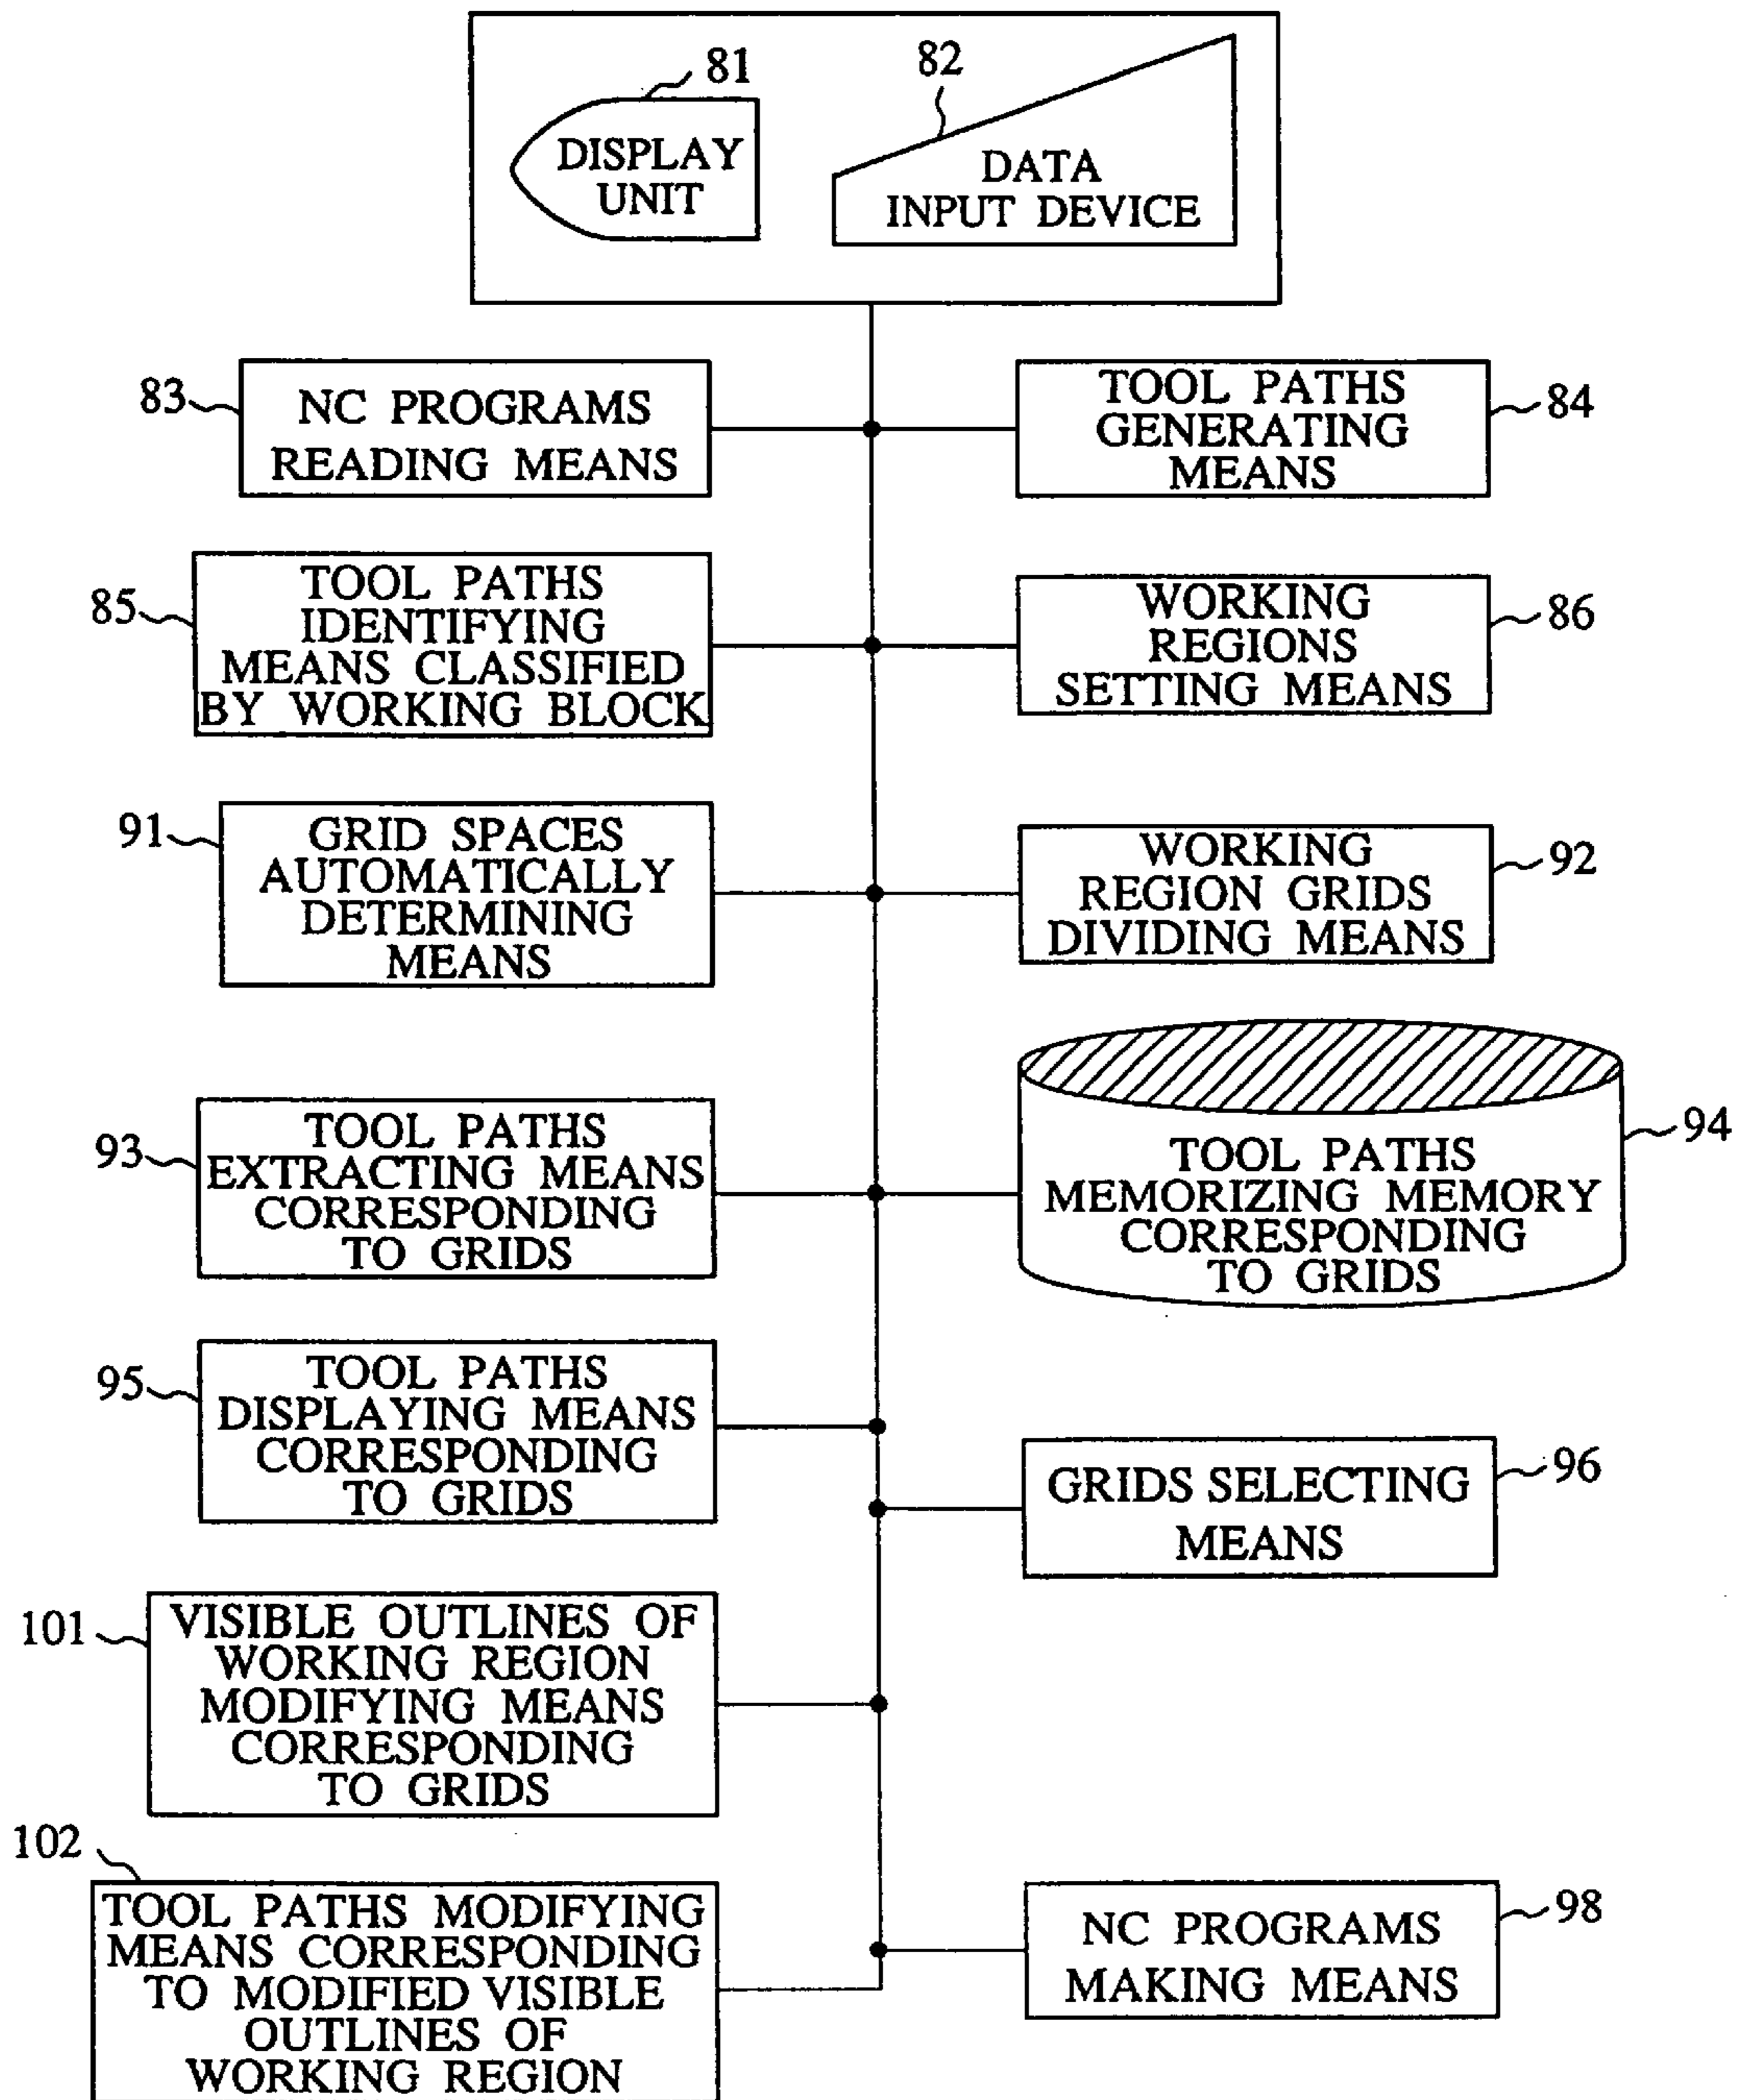 81
DISPLAY
UNIT
82
DATA
INPUT DEVICE
83
NC PROGRAMS
READING MEANS
TOOL PATHS
GENERATING
MEANS
84
85
TOOL PATHS
IDENTIFYING
MEANS CLASSIFIED
BY WORKING BLOCK
WORKING
REGIONS
SETTING MEANS
86
91
GRID SPACES
AUTOMATICALLY
DETERMINING
MEANS
WORKING
REGION GRIDS
DIVIDING MEANS
92
93
TOOL PATHS
EXTRACTING MEANS
CORRESPONDING
TO GRIDS
TOOL PATHS
MEMORIZING MEMORY
CORRESPONDING
TO GRIDS
94
95
TOOL PATHS
DISPLAYING MEANS
CORRESPONDING
TO GRIDS
GRIDS SELECTING
MEANS
96
101
VISIBLE OUTLINES OF
WORKING REGION
MODIFYING MEANS
CORRESPONDING
TO GRIDS
102
TOOL PATHS MODIFYING
MEANS CORRESPONDING
TO MODIFIED VISIBLE
OUTLINES OF
WORKING REGION
NC PROGRAMS
MAKING MEANS
98